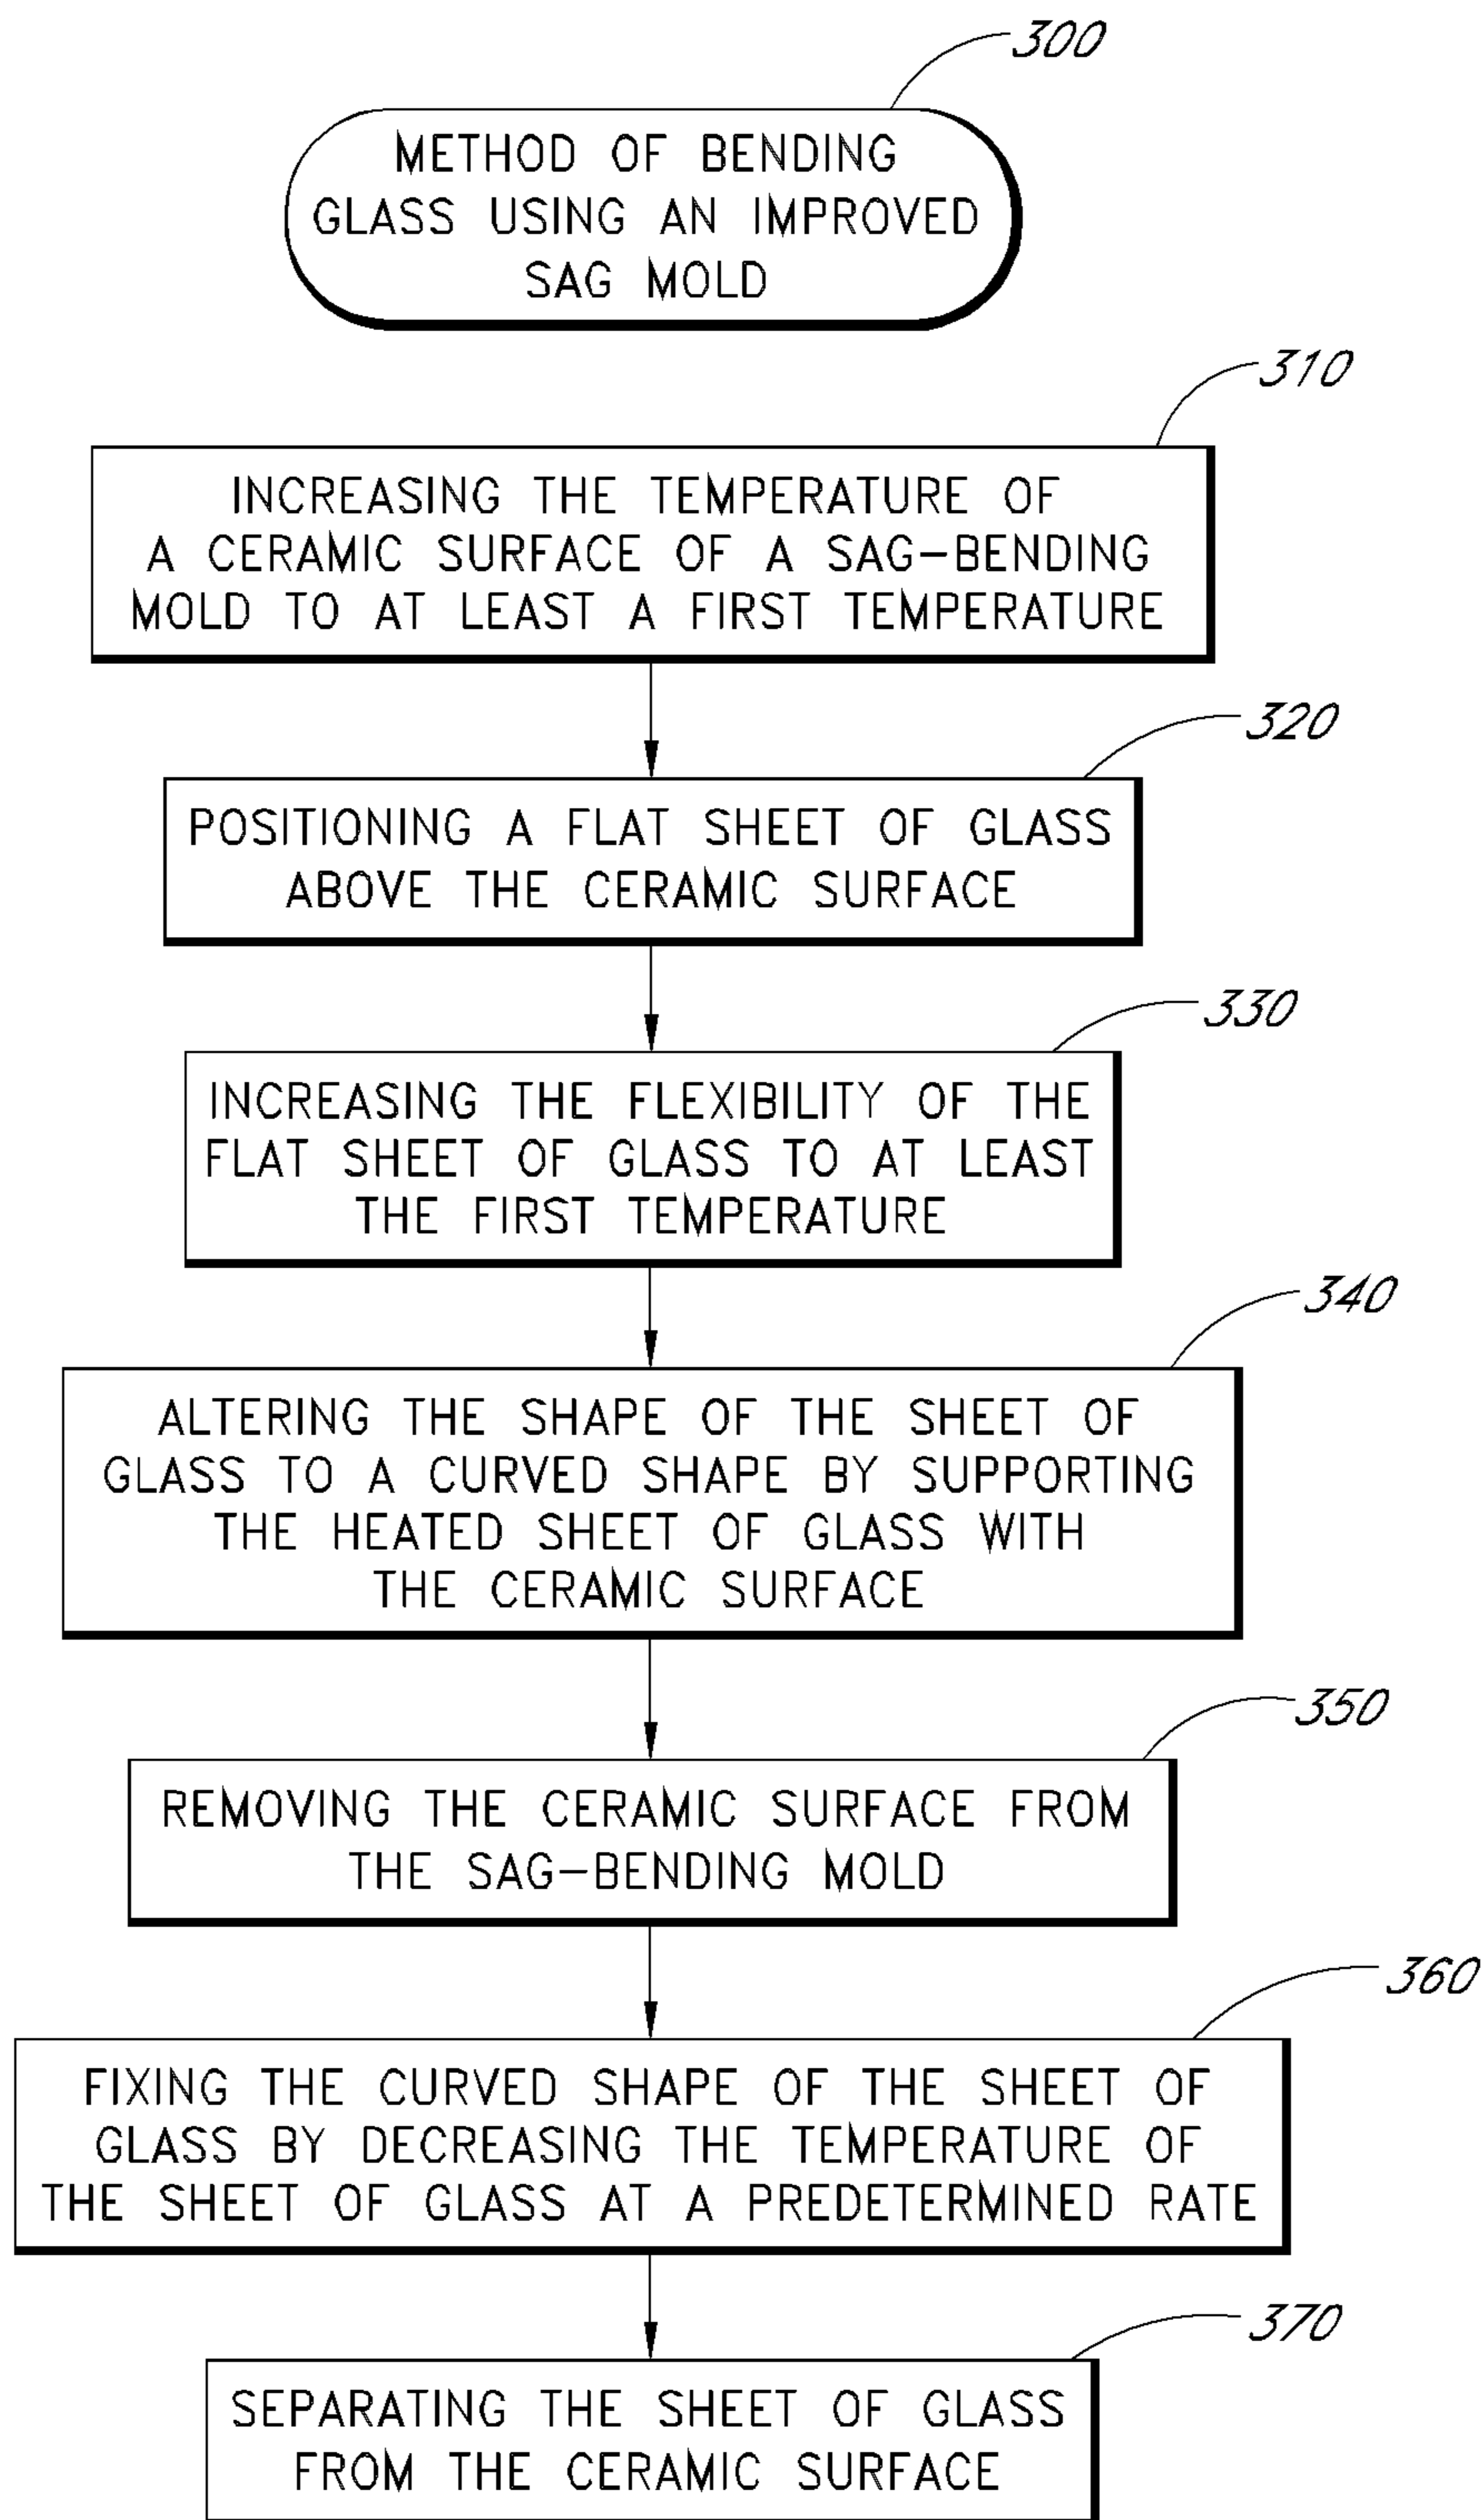 300
METHOD OF BENDING
GLASS USING AN IMPROVED
SAG MOLD
310
INCREASING THE TEMPERATURE OF
A CERAMIC SURFACE OF A SAG-BENDING
MOLD TO AT LEAST A FIRST TEMPERATURE
320
POSITIONING A FLAT SHEET OF GLASS
ABOVE THE CERAMIC SURFACE
330
INCREASING THE FLEXIBILITY OF THE
FLAT SHEET OF GLASS TO AT LEAST
THE FIRST TEMPERATURE
340
ALTERING THE SHAPE OF THE SHEET OF
GLASS TO A CURVED SHAPE BY SUPPORTING
THE HEATED SHEET OF GLASS WITH
THE CERAMIC SURFACE
350
REMOVING THE CERAMIC SURFACE FROM
THE SAG-BENDING MOLD
360
FIXING THE CURVED SHAPE OF THE SHEET OF
GLASS BY DECREASING THE TEMPERATURE OF
THE SHEET OF GLASS AT A PREDETERMINED RATE
370
SEPARATING THE SHEET OF GLASS
FROM THE CERAMIC SURFACE